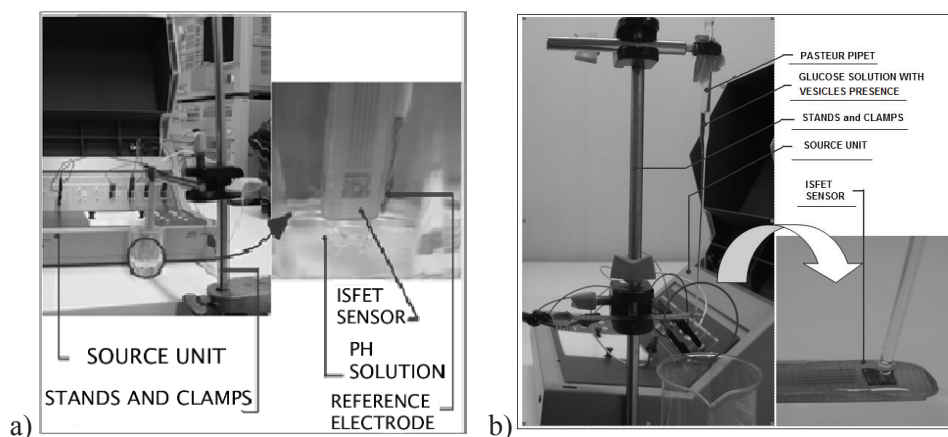 ISFET
SENSOR
SOURCE UNIT
PH
SOLUTION
STANDS AND CLAMPS
REFERENCE
ELECTRODE
a)
PASTEUR PIPET
GLUCOSE SOLUTION WITH
VESICLES PRESENCE
STANDS and CLAMPS
SOURCE UNIT
ISFET
SENSOR
b)